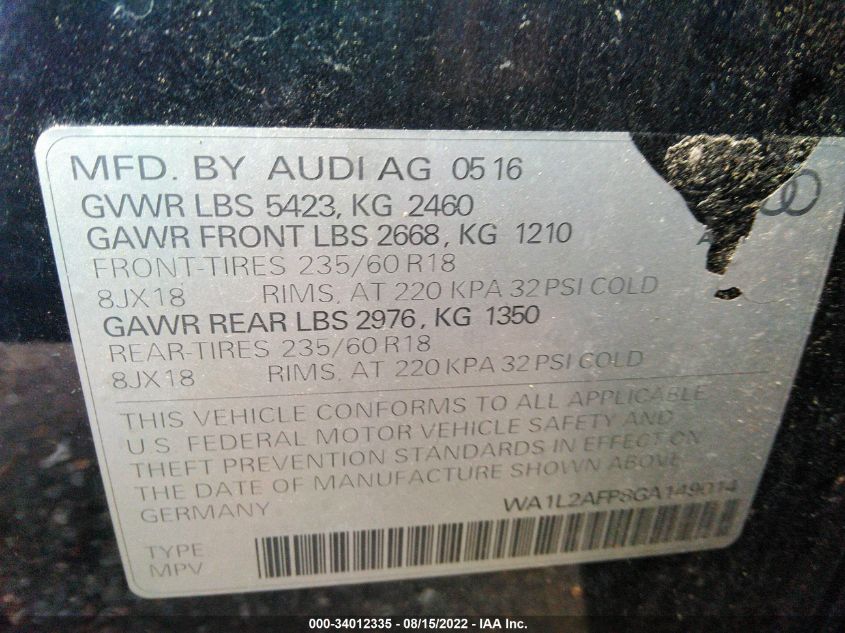 MFD. BY AUDI AG 05 16
GVWR LBS 5423, KG 2460
GAWR FRONT LBS 2668, KG 1210
FRONT-TIRES 235/60 R18
8JX18 RIMS, AT 220 KPA 32 PSI COLD
GAWR REAR LBS 2976, KG 1350
REAR-TIRES 235/60 R18
8JX18 RIMS, AT 220 KPA 32 PSI COLD
THIS VEHICLE CONFORMS TO ALL APPLICABLE
U.S. FEDERAL MOTOR VEHICLE SAFETY AND
THEFT PREVENTION STANDARDS IN EFFECT ON
THE DATE OF MANUFACTURE SHOWN ABOVE
GERMANY WA1L2AFP8GA149014
TYPE
MPV
000-34012335 - 08/15/2022 - IAA Inc.